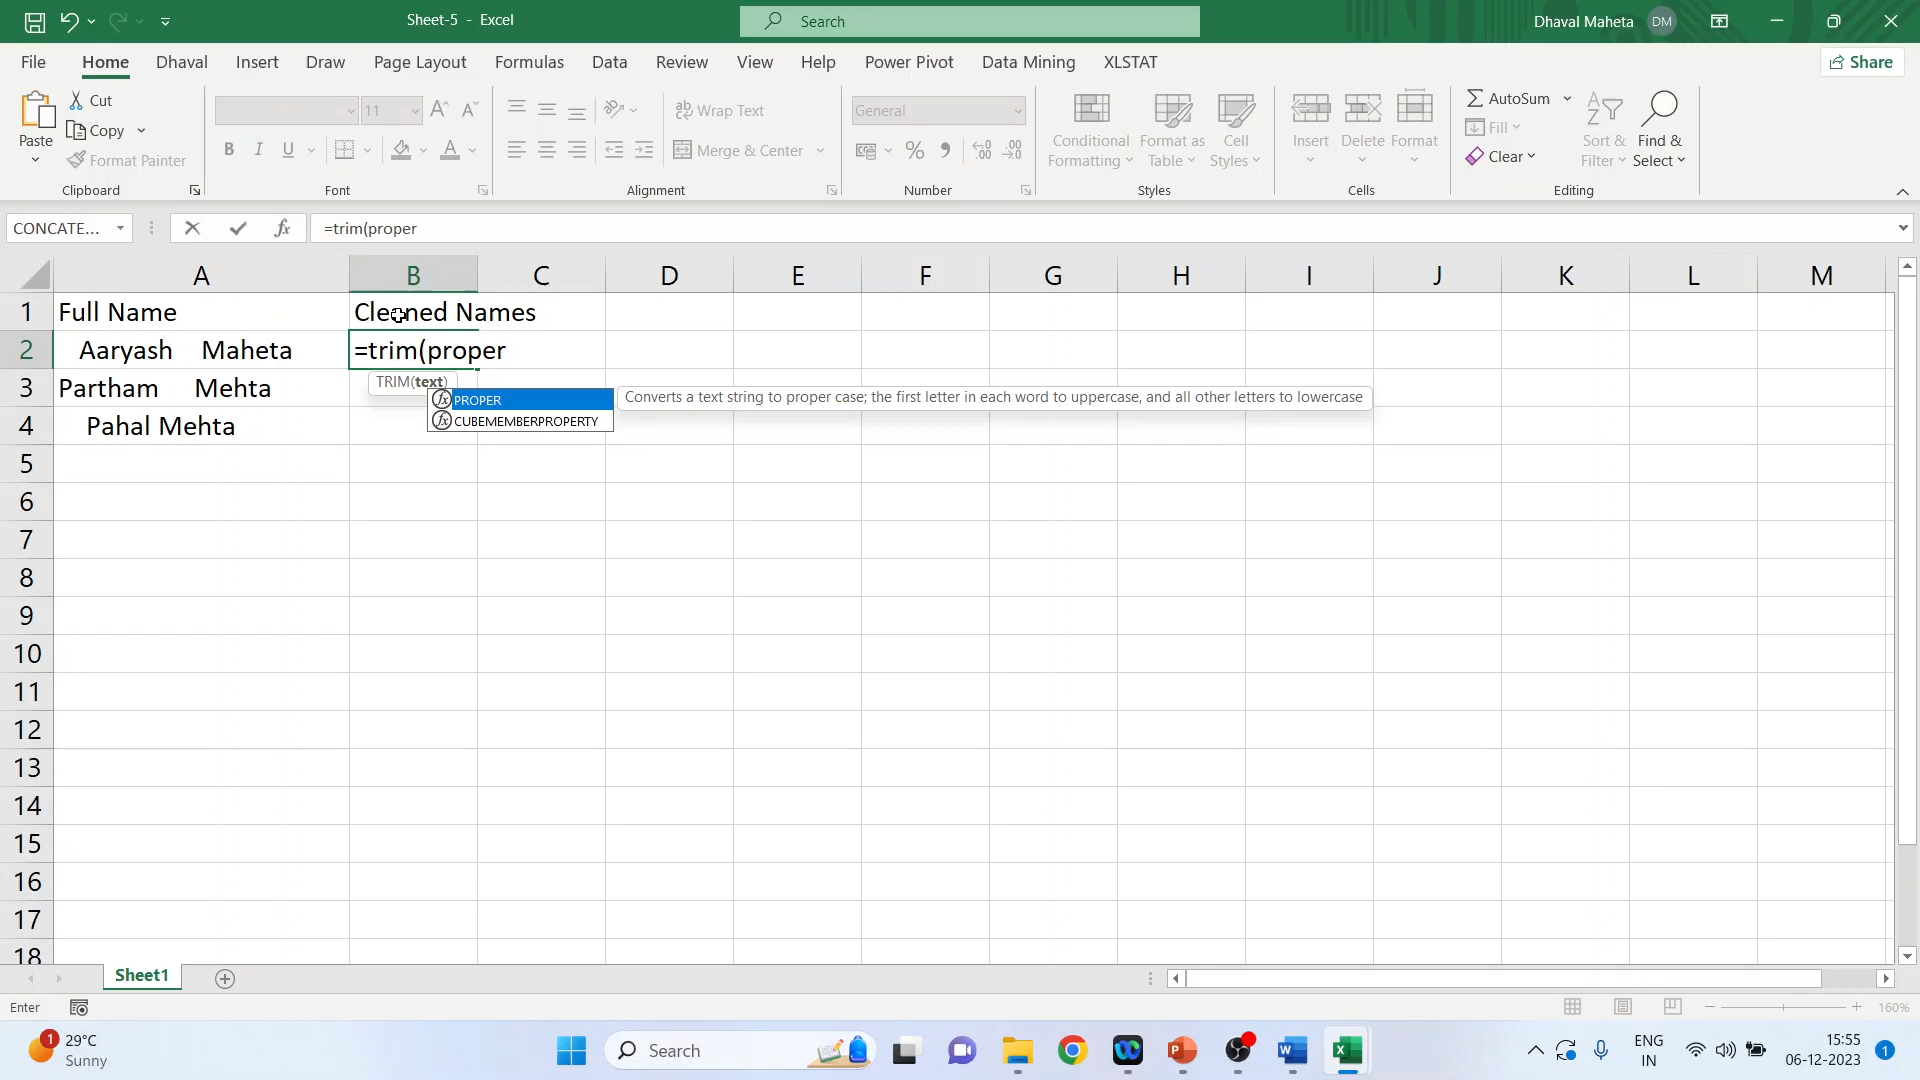 Sheet-5 - Excel
Search
Dhaval Maheta DM
File Home Dhaval Insert Draw Page Layout Formulas Data Review View Help Power Pivot Data Mining XLSTAT Share
Paste
Cut
Copy
Format Painter
11
B I U
Wrap Text
Merge & Center
General
Conditional Formatting
Format as Table
Cell Styles
Insert
Delete
Format
AutoSum
Fill
Clear
Sort & Filter
Find & Select
Clipboard Font Alignment Number Styles Cells Editing
CONCATE... fx =trim(proper
A B C D E F G H I J K L M
1 Full Name Cleaned Names
2 Aaryash Maheta =trim(proper
TRIM(text)
3 Partham Mehta
PROPER Converts a text string to proper case; the first letter in each word to uppercase, and all other letters to lowercase
CUBEMEMBERPROPERTY
4 Pahal Mehta
5
6
7
8
9
10
11
12
13
14
15
16
17
18
Sheet1
Enter 160%
1 29°C
Sunny
Search
ENG
IN
15:55
06-12-2023
1